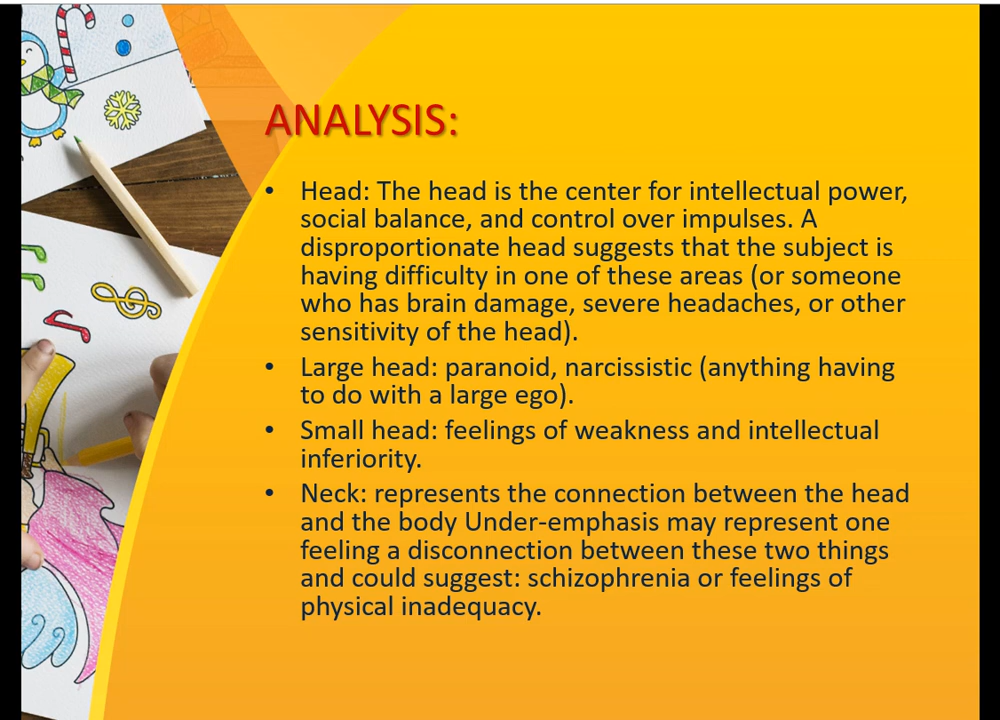 ANALYSIS:
• Head: The head is the center for intellectual power,
social balance, and control over impulses. A
disproportionate head suggests that the subject is
having difficulty in one of these areas (or someone
who has brain damage, severe headaches, or other
sensitivity of the head).
• Large head: paranoid, narcissistic (anything having
to do with a large ego).
• Small head: feelings of weakness and intellectual
inferiority.
• Neck: represents the connection between the head
and the body Under-emphasis may represent one
feeling a disconnection between these two things
and could suggest: schizophrenia or feelings of
physical inadequacy.